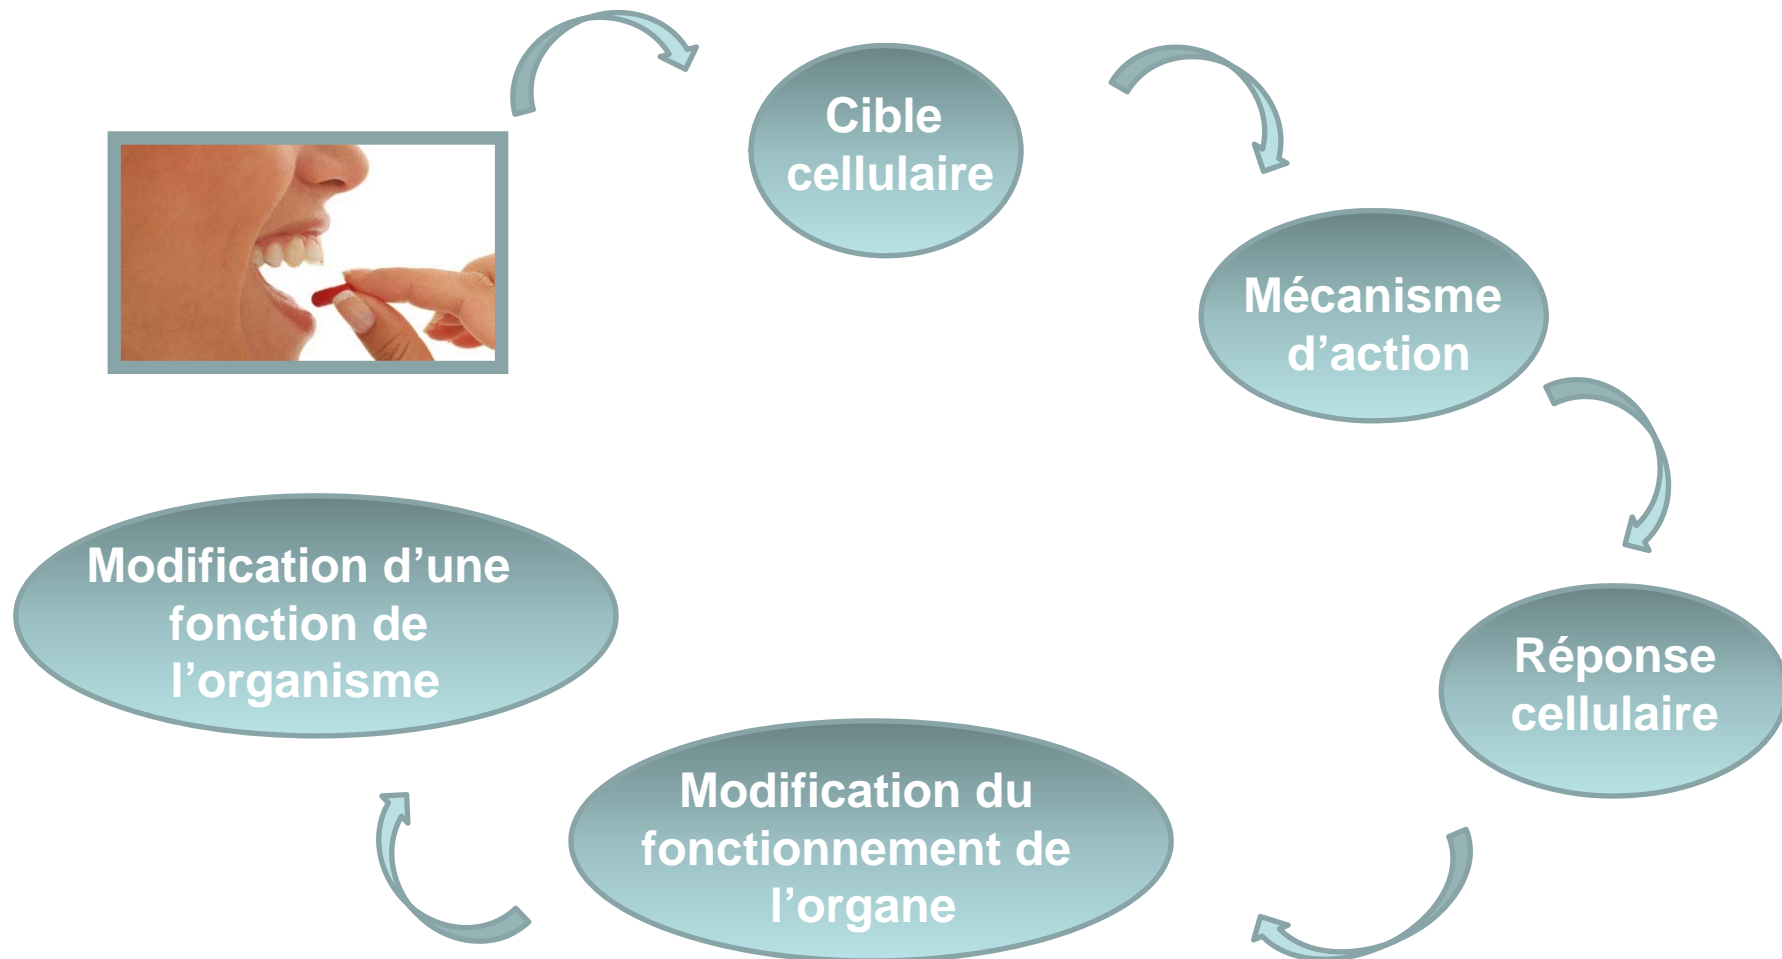 Cible
cellulaire
Mécanisme
d’action
Réponse
cellulaire
Modification du
fonctionnement de
l’organe
Modification d’une
fonction de
l’organisme